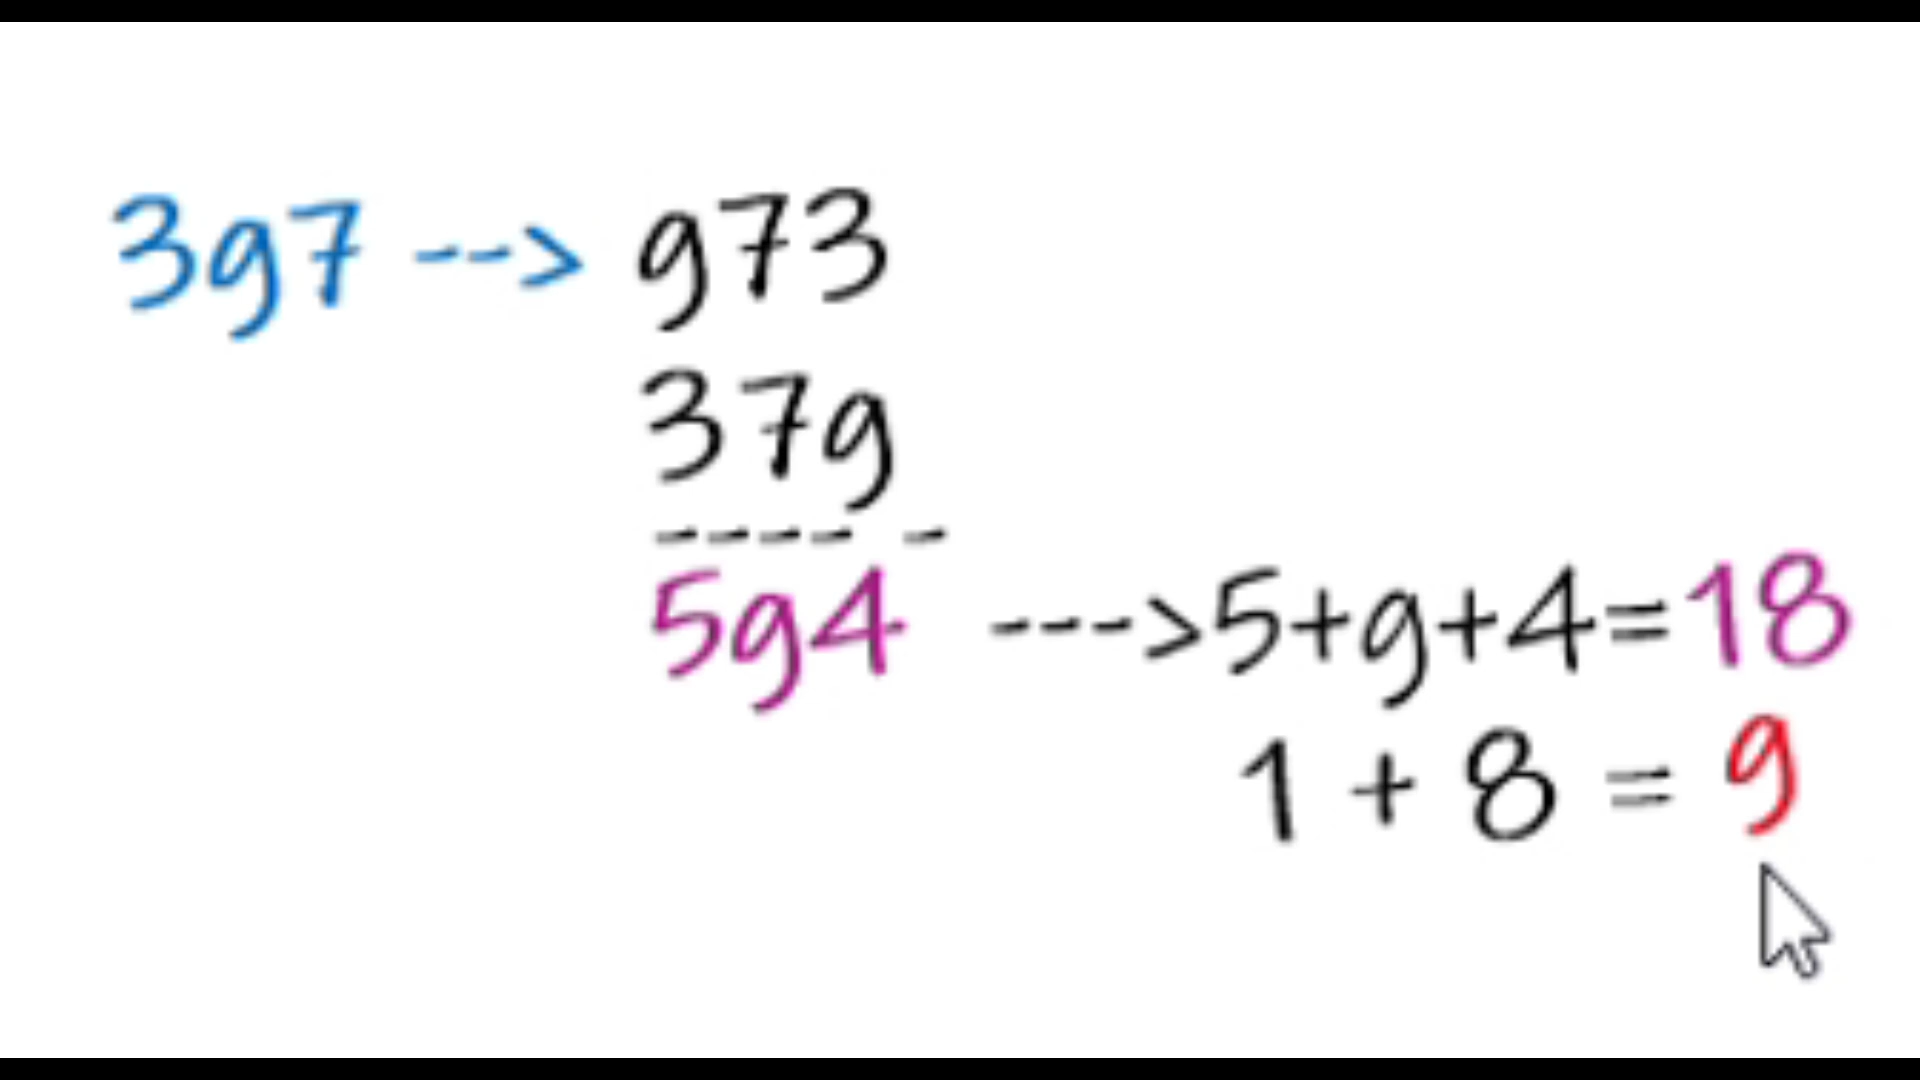 397 --> 973
379
---- -
594 --->5+9+4=18
1 + 8 = 9